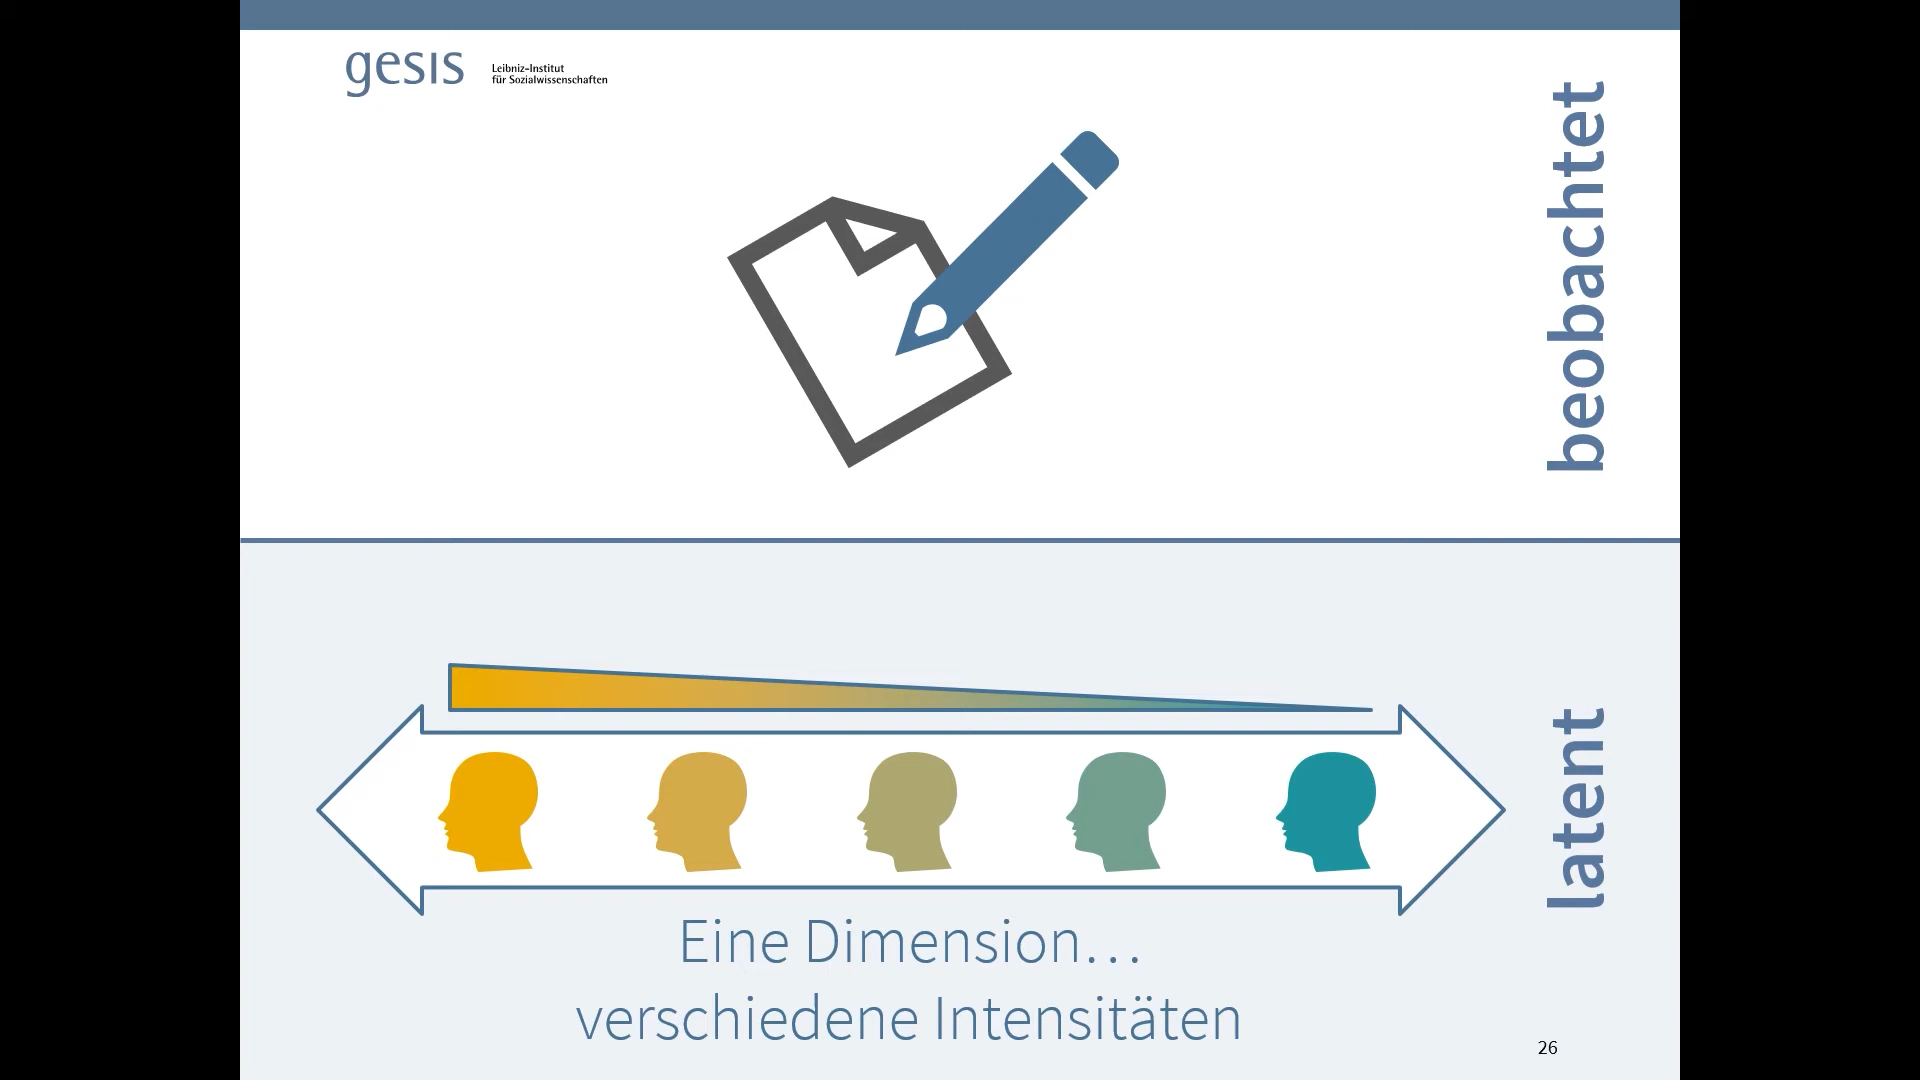 gesis
Leibniz-Institut
für Sozialwissenschaften
beobachtet
latent
Eine Dimension...
verschiedene Intensitäten
26